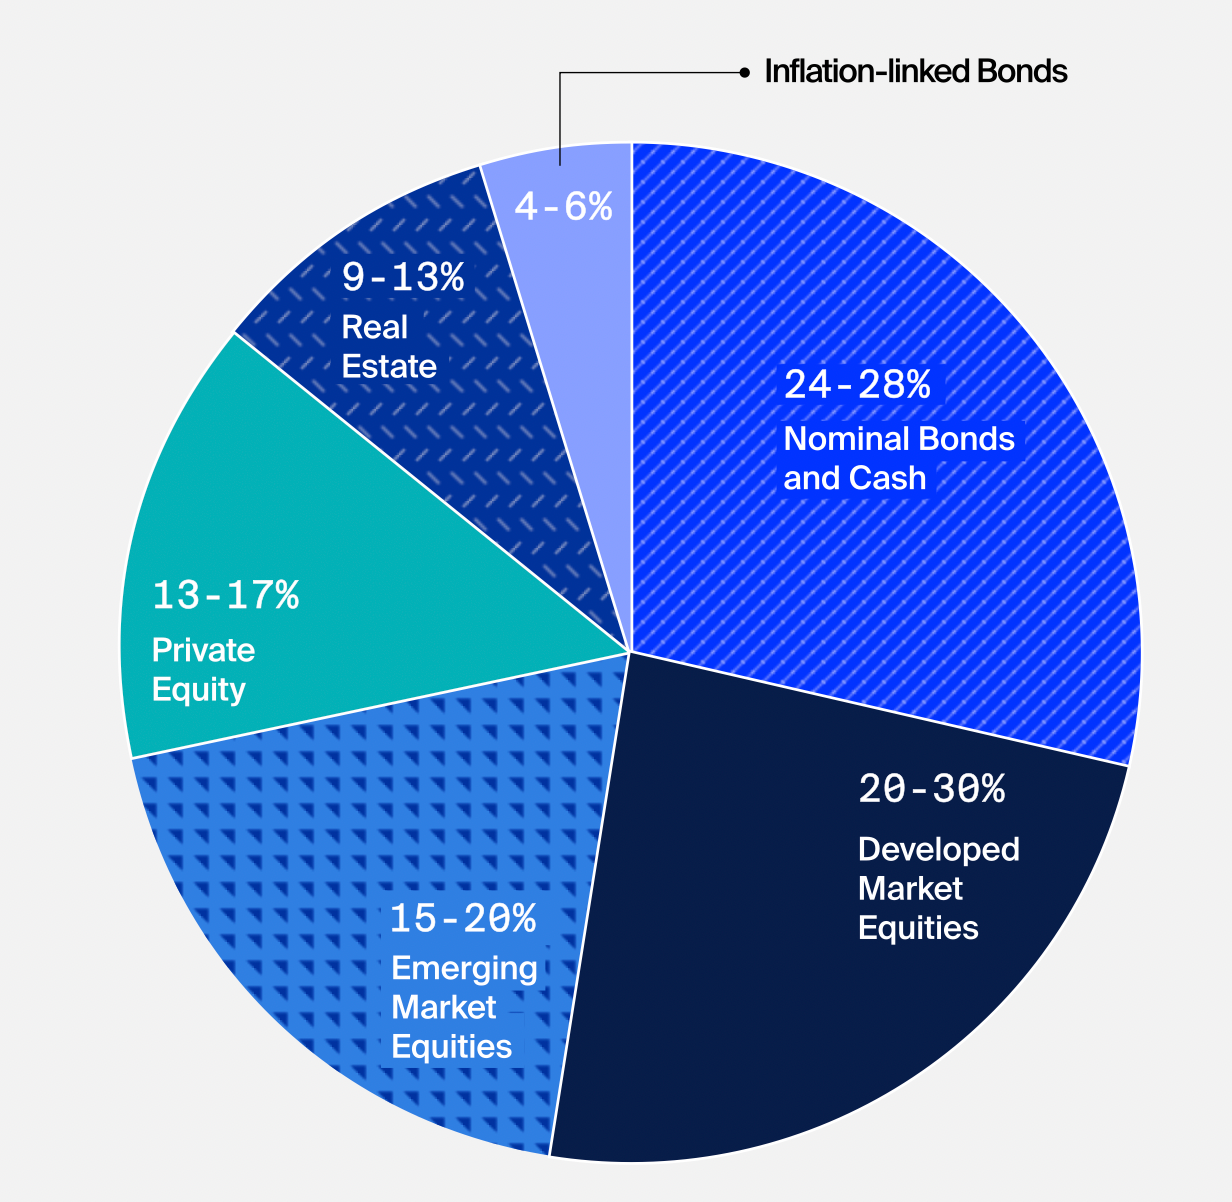 Inflation-linked Bonds
4-6%
9-13%
Real
Estate
24-28%
Nominal Bonds
and Cash
13-17%
Private
Equity
20-30%
Developed
Market
Equities
15-20%
Emerging
Market
Equities